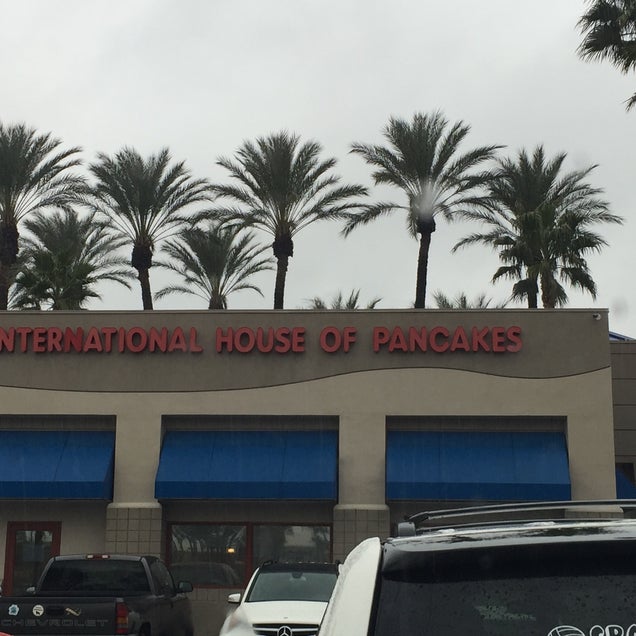 INTERNATIONAL HOUSE OF PANCAKES
CHEVROLET